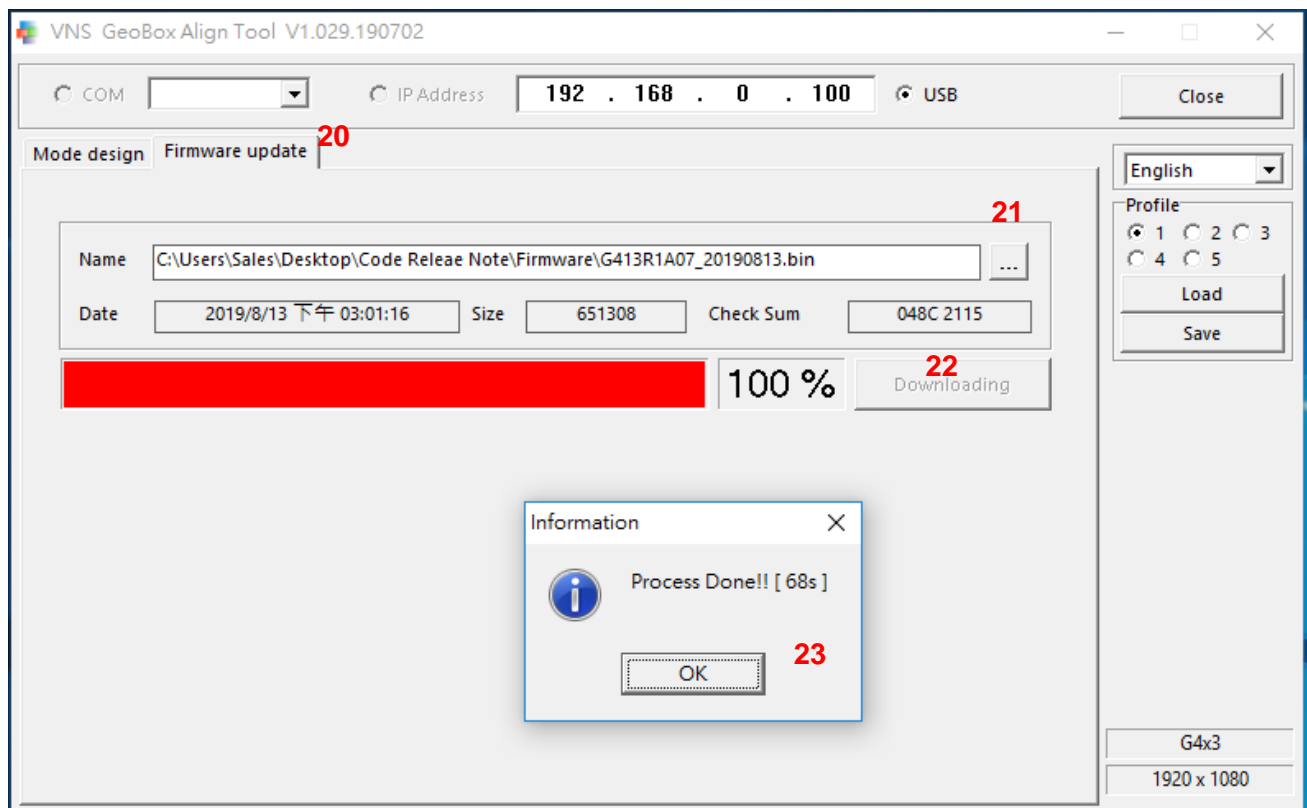 VNS GeoBox Align Tool V1.029.190702
COM IP Address 192 . 168 . 0 . 100 USB Close
20
Mode design Firmware update
English
21
Profile
1 2 3
4 5
Name C:\Users\Sales\Desktop\Code Releae Note\Firmware\G413R1A07_20190813.bin ...
Load
Date 2019/8/13 下午 03:01:16 Size 651308 Check Sum 048C 2115
Save
22
100 % Downloading
Information
Process Done!! [ 68s ]
23
OK
G4x3
1920 x 1080